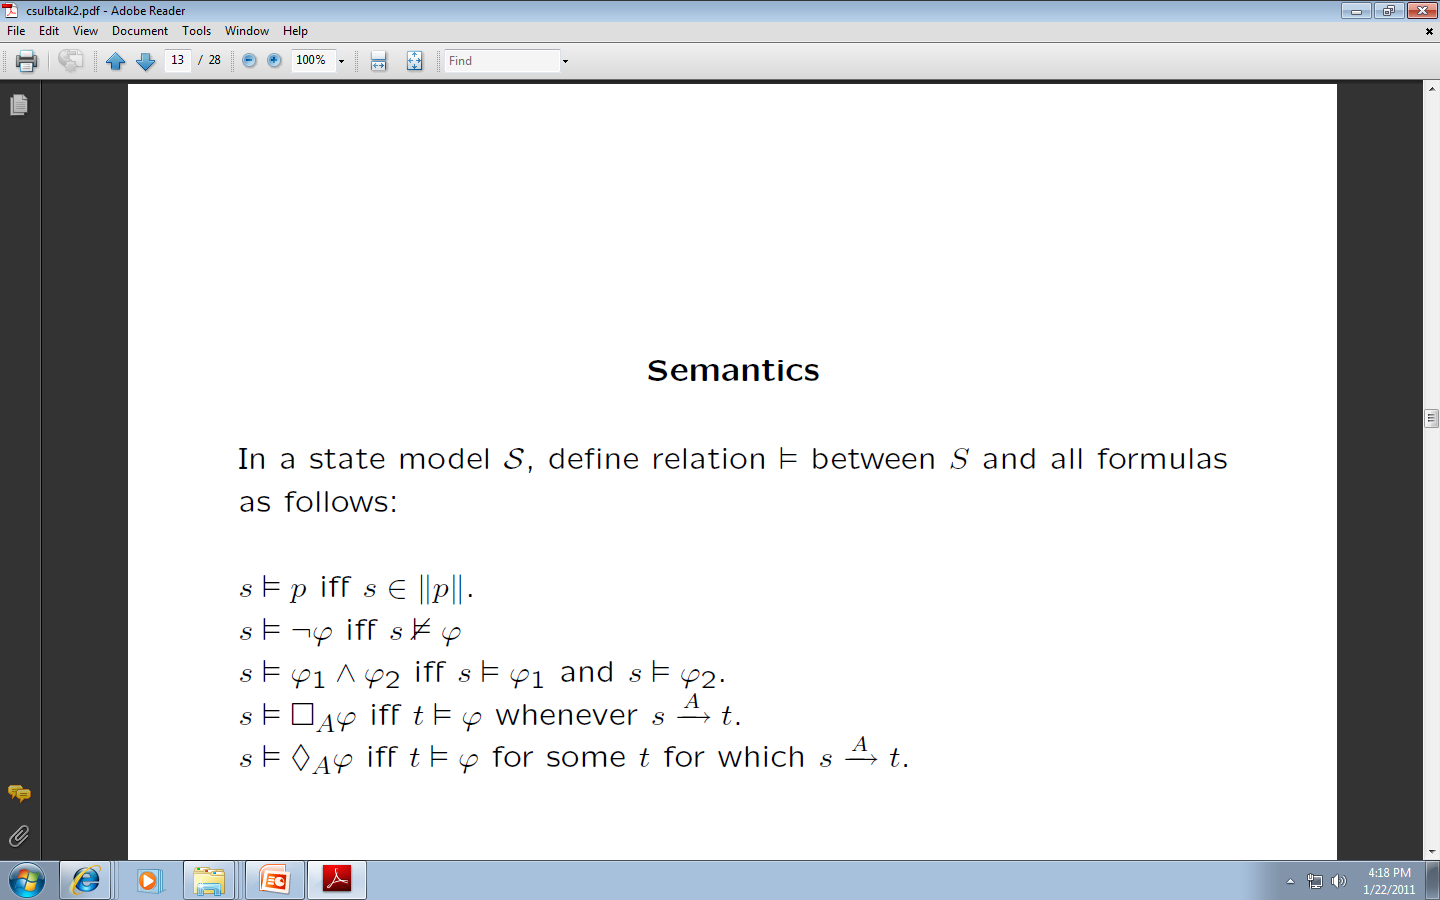 csulbtalk2.pdf - Adobe Reader
File Edit View Document Tools Window Help
13 / 28 100% Find
Semantics
In a state model 𝒮, define relation ⊨ between S and all formulas
as follows:
s ⊨ p iff s ∈ ‖p‖.
s ⊨ ¬φ iff s ⊭ φ
s ⊨ φ₁ ∧ φ₂ iff s ⊨ φ₁ and s ⊨ φ₂.
s ⊨ □_A φ iff t ⊨ φ whenever s —A→ t.
s ⊨ ◊_A φ iff t ⊨ φ for some t for which s —A→ t.
4:18 PM
1/22/2011